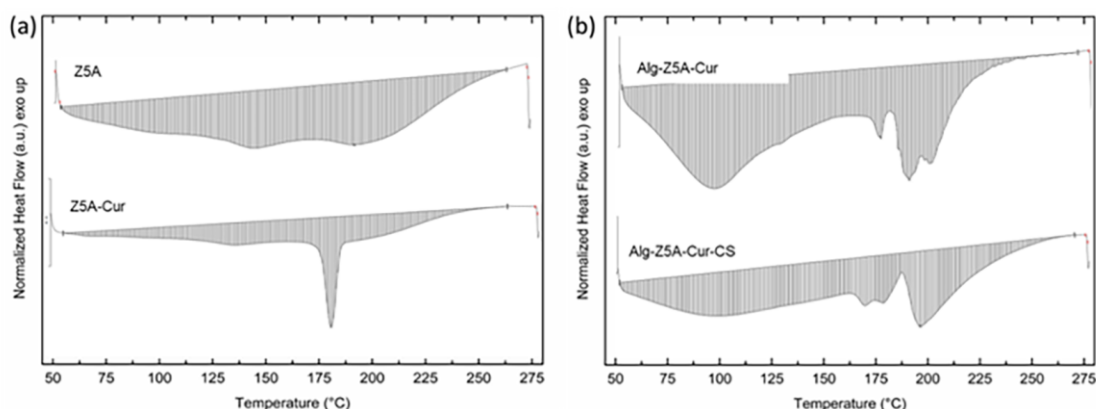 (a)
Normalized Heat Flow (a.u.) exo up
Z5A
Z5A-Cur
50 75 100 125 150 175 200 225 250 275
Temperature (°C)
(b)
Normalized Heat Flow (a.u.) exo up
Alg-Z5A-Cur
Alg-Z5A-Cur-CS
50 75 100 125 150 175 200 225 250 275
Temperature (°C)